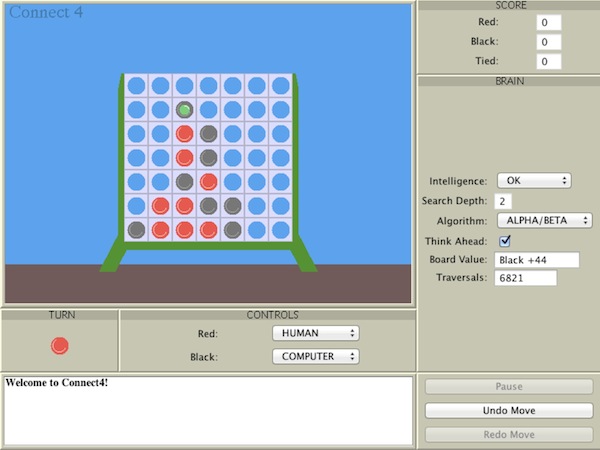 Connect 4
SCORE
Red: 0
Black: 0
Tied: 0
BRAIN
Intelligence: OK
Search Depth: 2
Algorithm: ALPHA/BETA
Think Ahead:
Board Value: Black +44
Traversals: 6821
TURN
CONTROLS
Red: HUMAN
Black: COMPUTER
Welcome to Connect4!
Pause
Undo Move
Redo Move